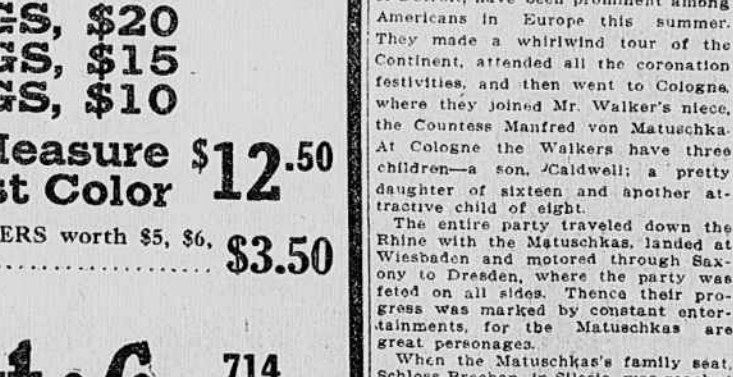 $20
$15
$10
Measure $12.50
Color
ERS worth $5, $6,
$3.50
714
Americans in Europe this summer.
They made a whirlwind tour of the
Continent, attended all the coronation
festivities, and then went to Cologne,
where they joined Mr. Walker's niece,
the Countess Manfred von Matuschka.
At Cologne the Walkers have three
children—a son, Caldwell; a pretty
daughter of sixteen and apother at-
tractive child of eight.
The entire party traveled down the
Rhine with the Matuschkas, landed at
Wiesbaden and motored through Sax-
ony to Dresden, where the party was
feted on all sides. Thence their pro-
gress was marked by constant enter-
tainments, for the Matuschkas are
great personages.
When the Matuschkas's family seat,
Schloss